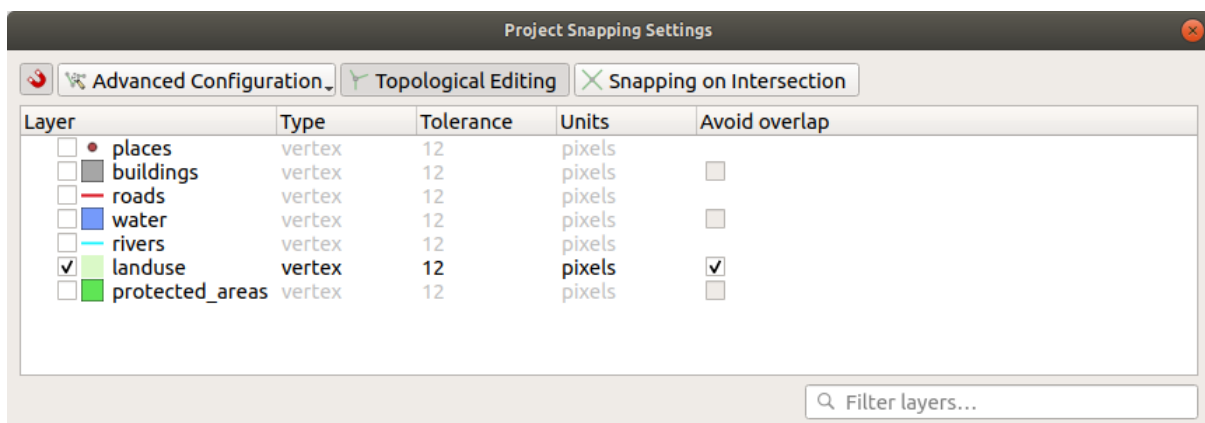 Project Snapping Settings
Advanced Configuration Topological Editing Snapping on Intersection
Layer Type Tolerance Units Avoid overlap
places vertex 12 pixels
buildings vertex 12 pixels
roads vertex 12 pixels
water vertex 12 pixels
rivers vertex 12 pixels
landuse vertex 12 pixels
protected_areas vertex 12 pixels
Filter layers...